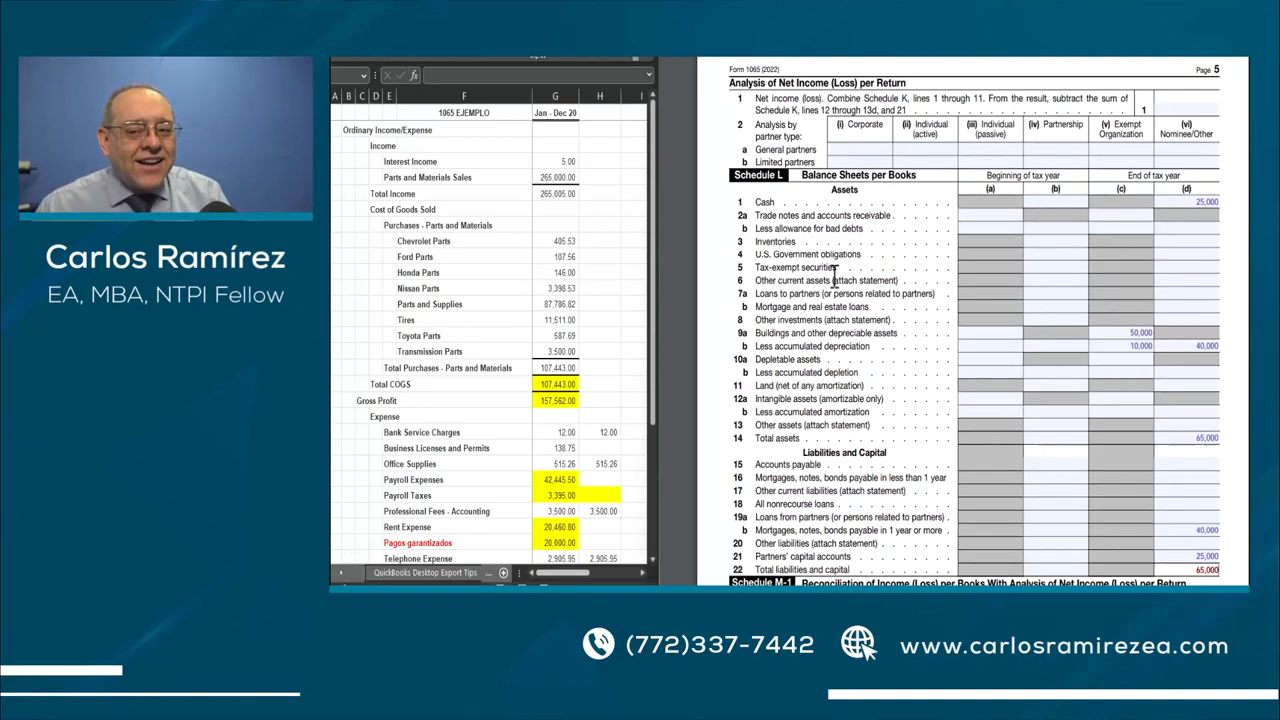 Carlos Ramírez
EA, MBA, NTPI Fellow
A B C D E F G H I
1065 EJEMPLO Jan - Dec 20
Ordinary Income/Expense
Income
Interest Income 5.00
Parts and Materials Sales 265,000.00
Total Income 265,005.00
Cost of Goods Sold
Purchases - Parts and Materials
Chevrolet Parts 405.53
Ford Parts 107.56
Honda Parts 146.00
Nissan Parts 3,398.53
Parts and Supplies 87,786.82
Tires 11,511.00
Toyota Parts 587.69
Transmission Parts 3,500.00
Total Purchases - Parts and Materials 107,443.00
Total COGS 107,443.00
Gross Profit 157,562.00
Expense
Bank Service Charges 12.00 12.00
Business Licenses and Permits 138.75
Office Supplies 515.26 515.26
Payroll Expenses 42,445.50
Payroll Taxes 3,395.00
Professional Fees - Accounting 3,500.00 3,500.00
Rent Expense 20,460.80
Pagos garantizados 20,000.00
Telephone Expense 2,905.95 2,905.95
QuickBooks Desktop Export Tips ...
Form 1065 (2022) Page 5
Analysis of Net Income (Loss) per Return
1 Net income (loss). Combine Schedule K, lines 1 through 11. From the result, subtract the sum of
Schedule K, lines 12 through 13d, and 21 . . . . . . . . . . 1
2 Analysis by partner type: (i) Corporate (ii) Individual (active) (iii) Individual (passive) (iv) Partnership (v) Exempt Organization (vi) Nominee/Other
a General partners
b Limited partners
Schedule L Balance Sheets per Books Beginning of tax year End of tax year
Assets (a) (b) (c) (d)
1 Cash 25,000
2a Trade notes and accounts receivable
b Less allowance for bad debts
3 Inventories
4 U.S. Government obligations
5 Tax-exempt securities
6 Other current assets (attach statement)
7a Loans to partners (or persons related to partners)
b Mortgage and real estate loans
8 Other investments (attach statement)
9a Buildings and other depreciable assets 50,000
b Less accumulated depreciation 10,000 40,000
10a Depletable assets
b Less accumulated depletion
11 Land (net of any amortization)
12a Intangible assets (amortizable only)
b Less accumulated amortization
13 Other assets (attach statement)
14 Total assets 65,000
Liabilities and Capital
15 Accounts payable
16 Mortgages, notes, bonds payable in less than 1 year
17 Other current liabilities (attach statement)
18 All nonrecourse loans
19a Loans from partners (or persons related to partners)
b Mortgages, notes, bonds payable in 1 year or more 40,000
20 Other liabilities (attach statement)
21 Partners' capital accounts 25,000
22 Total liabilities and capital 65,000
Schedule M-1 Reconciliation of Income (Loss) per Books With Analysis of Net Income (Loss) per Return
(772)337-7442
www.carlosramirezea.com